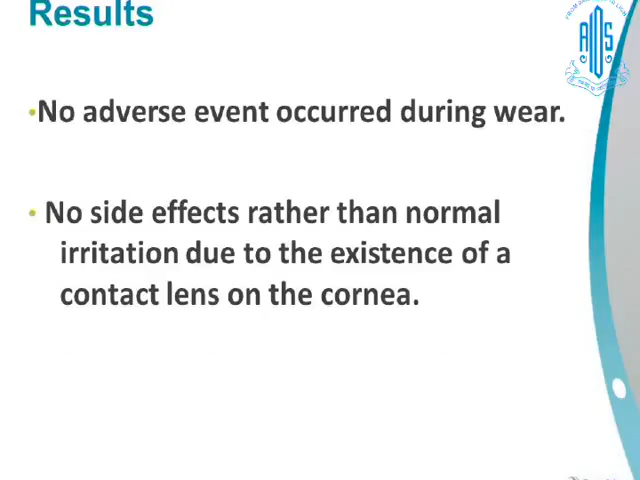 Results
•No adverse event occurred during wear.
• No side effects rather than normal
irritation due to the existence of a
contact lens on the cornea.
AIOS